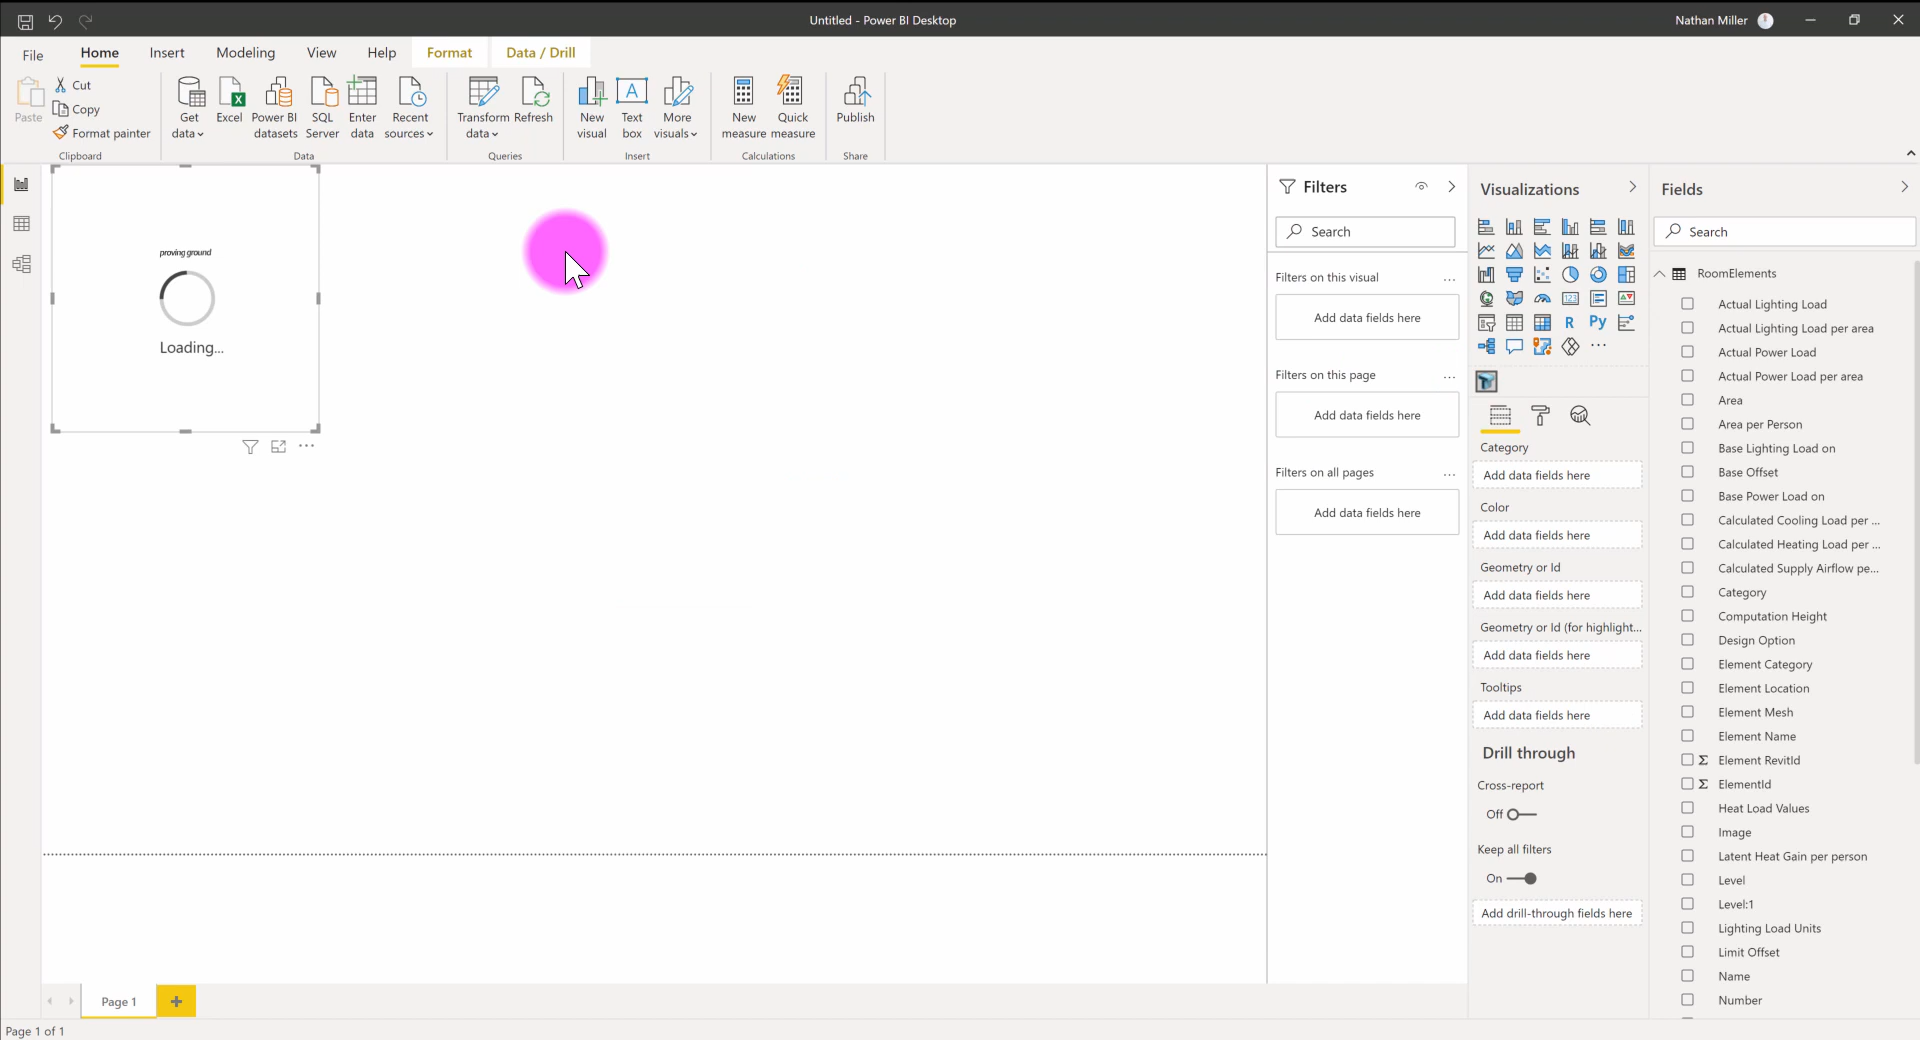 Untitled - Power BI Desktop
Nathan Miller
File
Home
Insert
Modeling
View
Help
Format
Data / Drill
Paste
Cut
Copy
Format painter
Clipboard
Get data
Excel
Power BI datasets
SQL Server
Enter data
Recent sources
Data
Transform data
Refresh
Queries
New visual
Text box
More visuals
Insert
New measure
Quick measure
Calculations
Publish
Share
proving ground
Loading...
Filters
Search
Filters on this visual
Add data fields here
Filters on this page
Add data fields here
Filters on all pages
Add data fields here
Visualizations
123
R
Py
Category
Add data fields here
Color
Add data fields here
Geometry or Id
Add data fields here
Geometry or Id (for highlight...
Add data fields here
Tooltips
Add data fields here
Drill through
Cross-report
Off
Keep all filters
On
Add drill-through fields here
Fields
Search
RoomElements
Actual Lighting Load
Actual Lighting Load per area
Actual Power Load
Actual Power Load per area
Area
Area per Person
Base Lighting Load on
Base Offset
Base Power Load on
Calculated Cooling Load per ...
Calculated Heating Load per ...
Calculated Supply Airflow pe...
Category
Computation Height
Design Option
Element Category
Element Location
Element Mesh
Element Name
Σ Element RevitId
Σ ElementId
Heat Load Values
Image
Latent Heat Gain per person
Level
Level:1
Lighting Load Units
Limit Offset
Name
Number
Page 1
Page 1 of 1